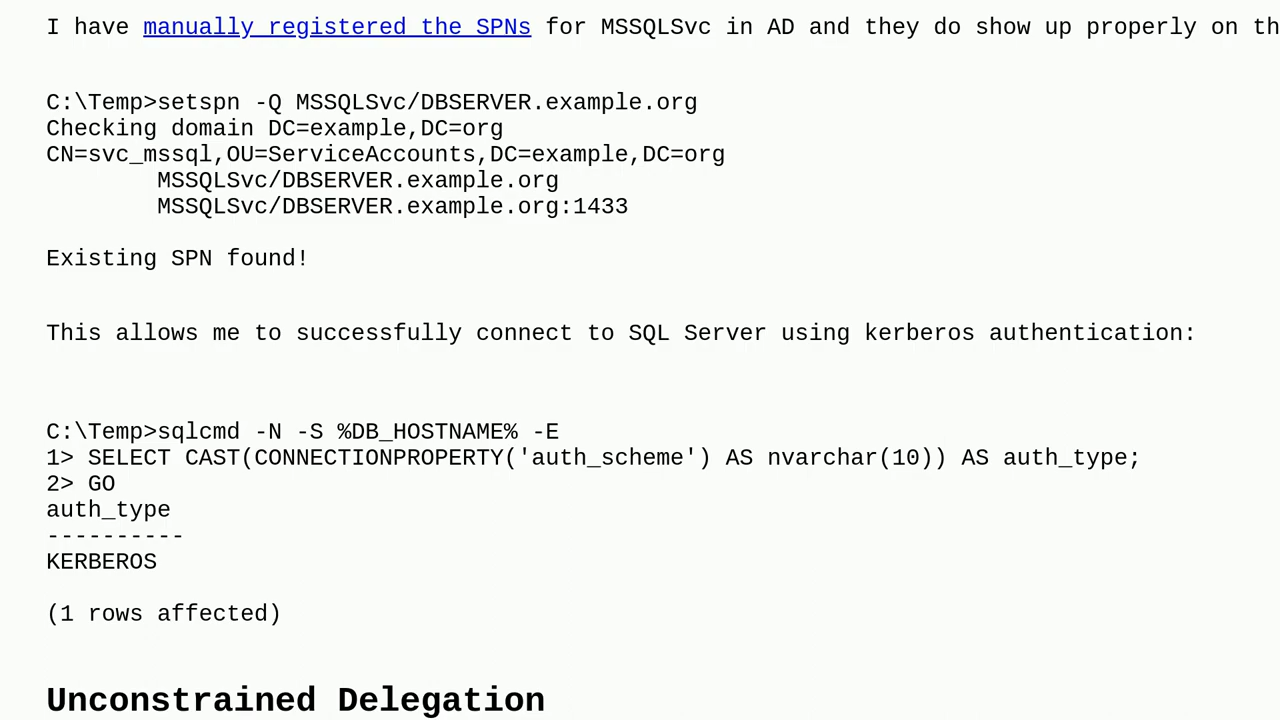 I have manually registered the SPNs for MSSQLSvc in AD and they do show up properly on
C:\Temp>setspn -Q MSSQLSvc/DBSERVER.example.org
Checking domain DC=example,DC=org
CN=svc_mssql,OU=ServiceAccounts,DC=example,DC=org
MSSQLSvc/DBSERVER.example.org
MSSQLSvc/DBSERVER.example.org:1433
Existing SPN found!
This allows me to successfully connect to SQL Server using kerberos authentication:
C:\Temp>sqlcmd -N -S %DB_HOSTNAME% -E
1> SELECT CAST(CONNECTIONPROPERTY('auth_scheme') AS nvarchar(10)) AS auth_type;
2> GO
auth_type
----------
KERBEROS
(1 rows affected)
Unconstrained Delegation